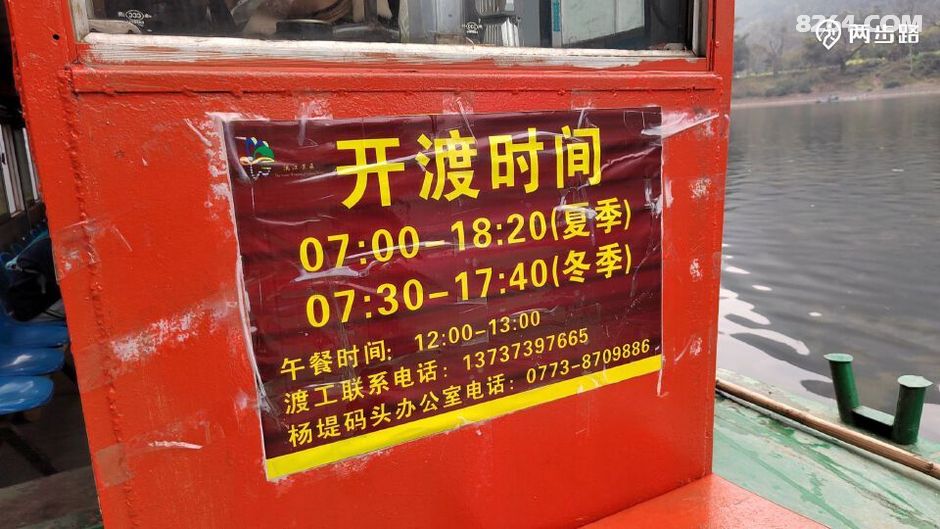 8264.COM
两步路
开渡时间
07:00-18:20(夏季)
07:30-17:40(冬季)
午餐时间: 12:00-13:00
渡工联系电话: 13737397665
杨堤码头办公室电话: 0773-8709886